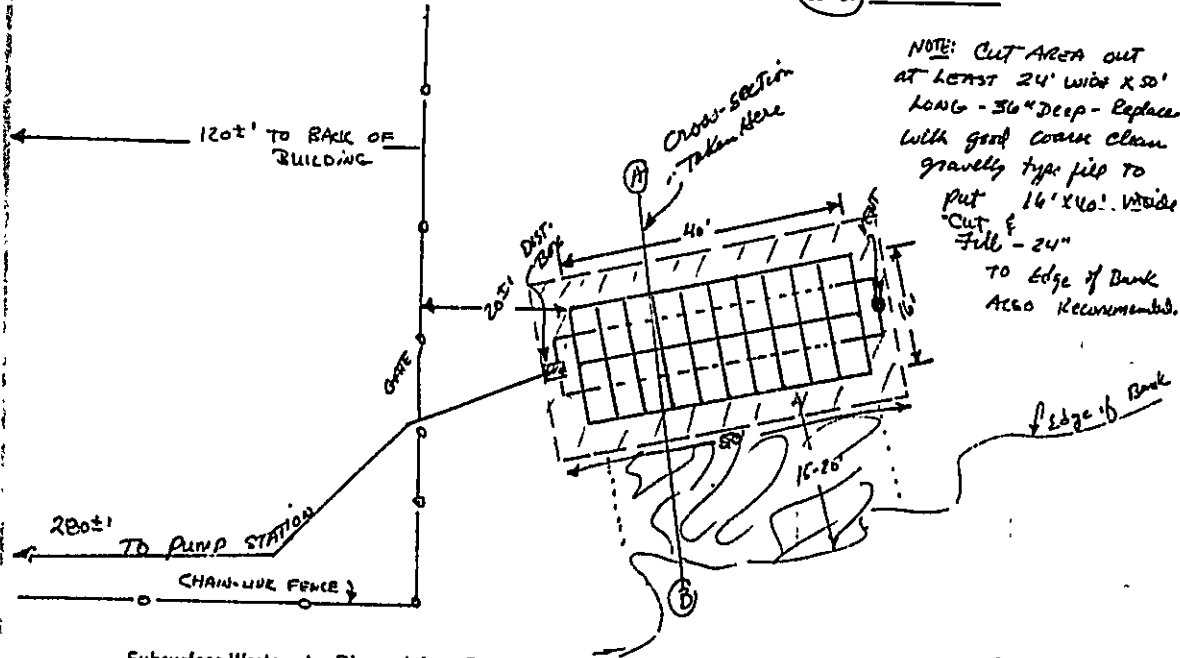 NOTE: CUT AREA OUT
AT LEAST 24' WIDE X 50'
LONG - 36" DEEP - Replace
with good coarse clean
gravelly type fill TO
put 16' X 40'. inside
"Cut &
Fill - 24"
TO Edge of Bank
ALSO Recommended.
120±' TO BACK OF
BUILDING
Cross-section
Taken Here
A
DIST.
BOX
40'
16'
20±'
GATE
50'
15-20'
Edge of Bank
280±'
TO PUMP STATION
CHAIN-LINK FENCE
B